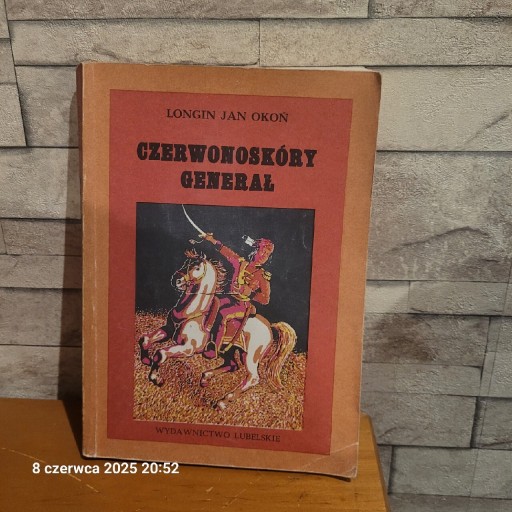 LONGIN JAN OKOŃ
CZERWONOSKÓRY
GENERAŁ
WYDAWNICTWO LUBELSKIE
8 czerwca 2025 20:52